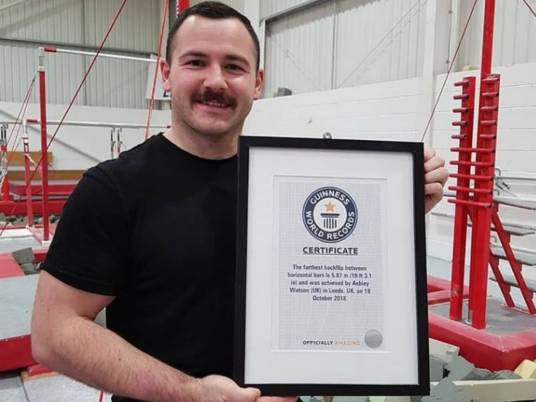 GUINNESS
WORLD RECORDS
CERTIFICATE
The farthest backflip between
horizontal bars is 5.87 m (19 ft 3.1
in) and was achieved by Ashley
Watson (UK) in Leeds, UK, on 19
October 2018.
OFFICIALLY AMAZING